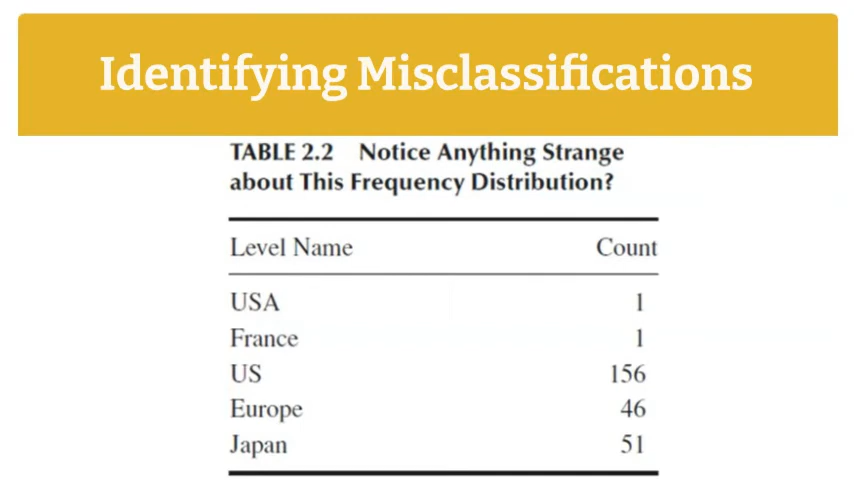 Identifying Misclassifications
TABLE 2.2 Notice Anything Strange
about This Frequency Distribution?
Level Name Count
USA 1
France 1
US 156
Europe 46
Japan 51